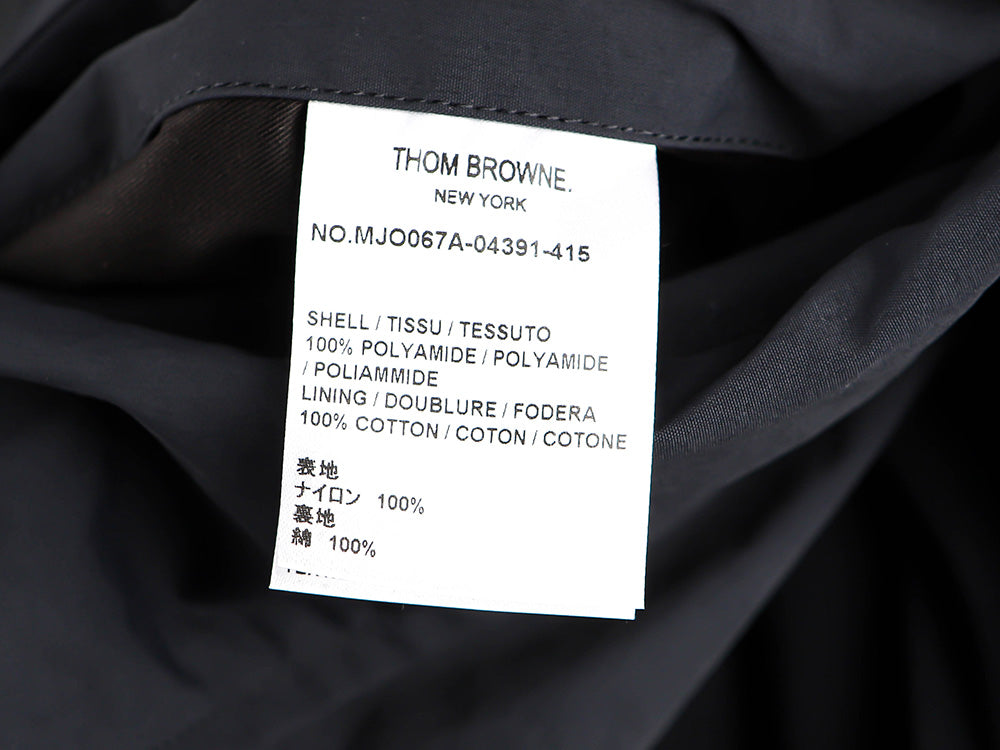 THOM BROWNE.
NEW YORK
NO.MJO067A-04391-415
SHELL / TISSU / TESSUTO
100% POLYAMIDE / POLYAMIDE
/ POLIAMMIDE
LINING / DOUBLURE / FODERA
100% COTTON / COTON / COTONE
表地
ナイロン 100%
裏地
綿 100%